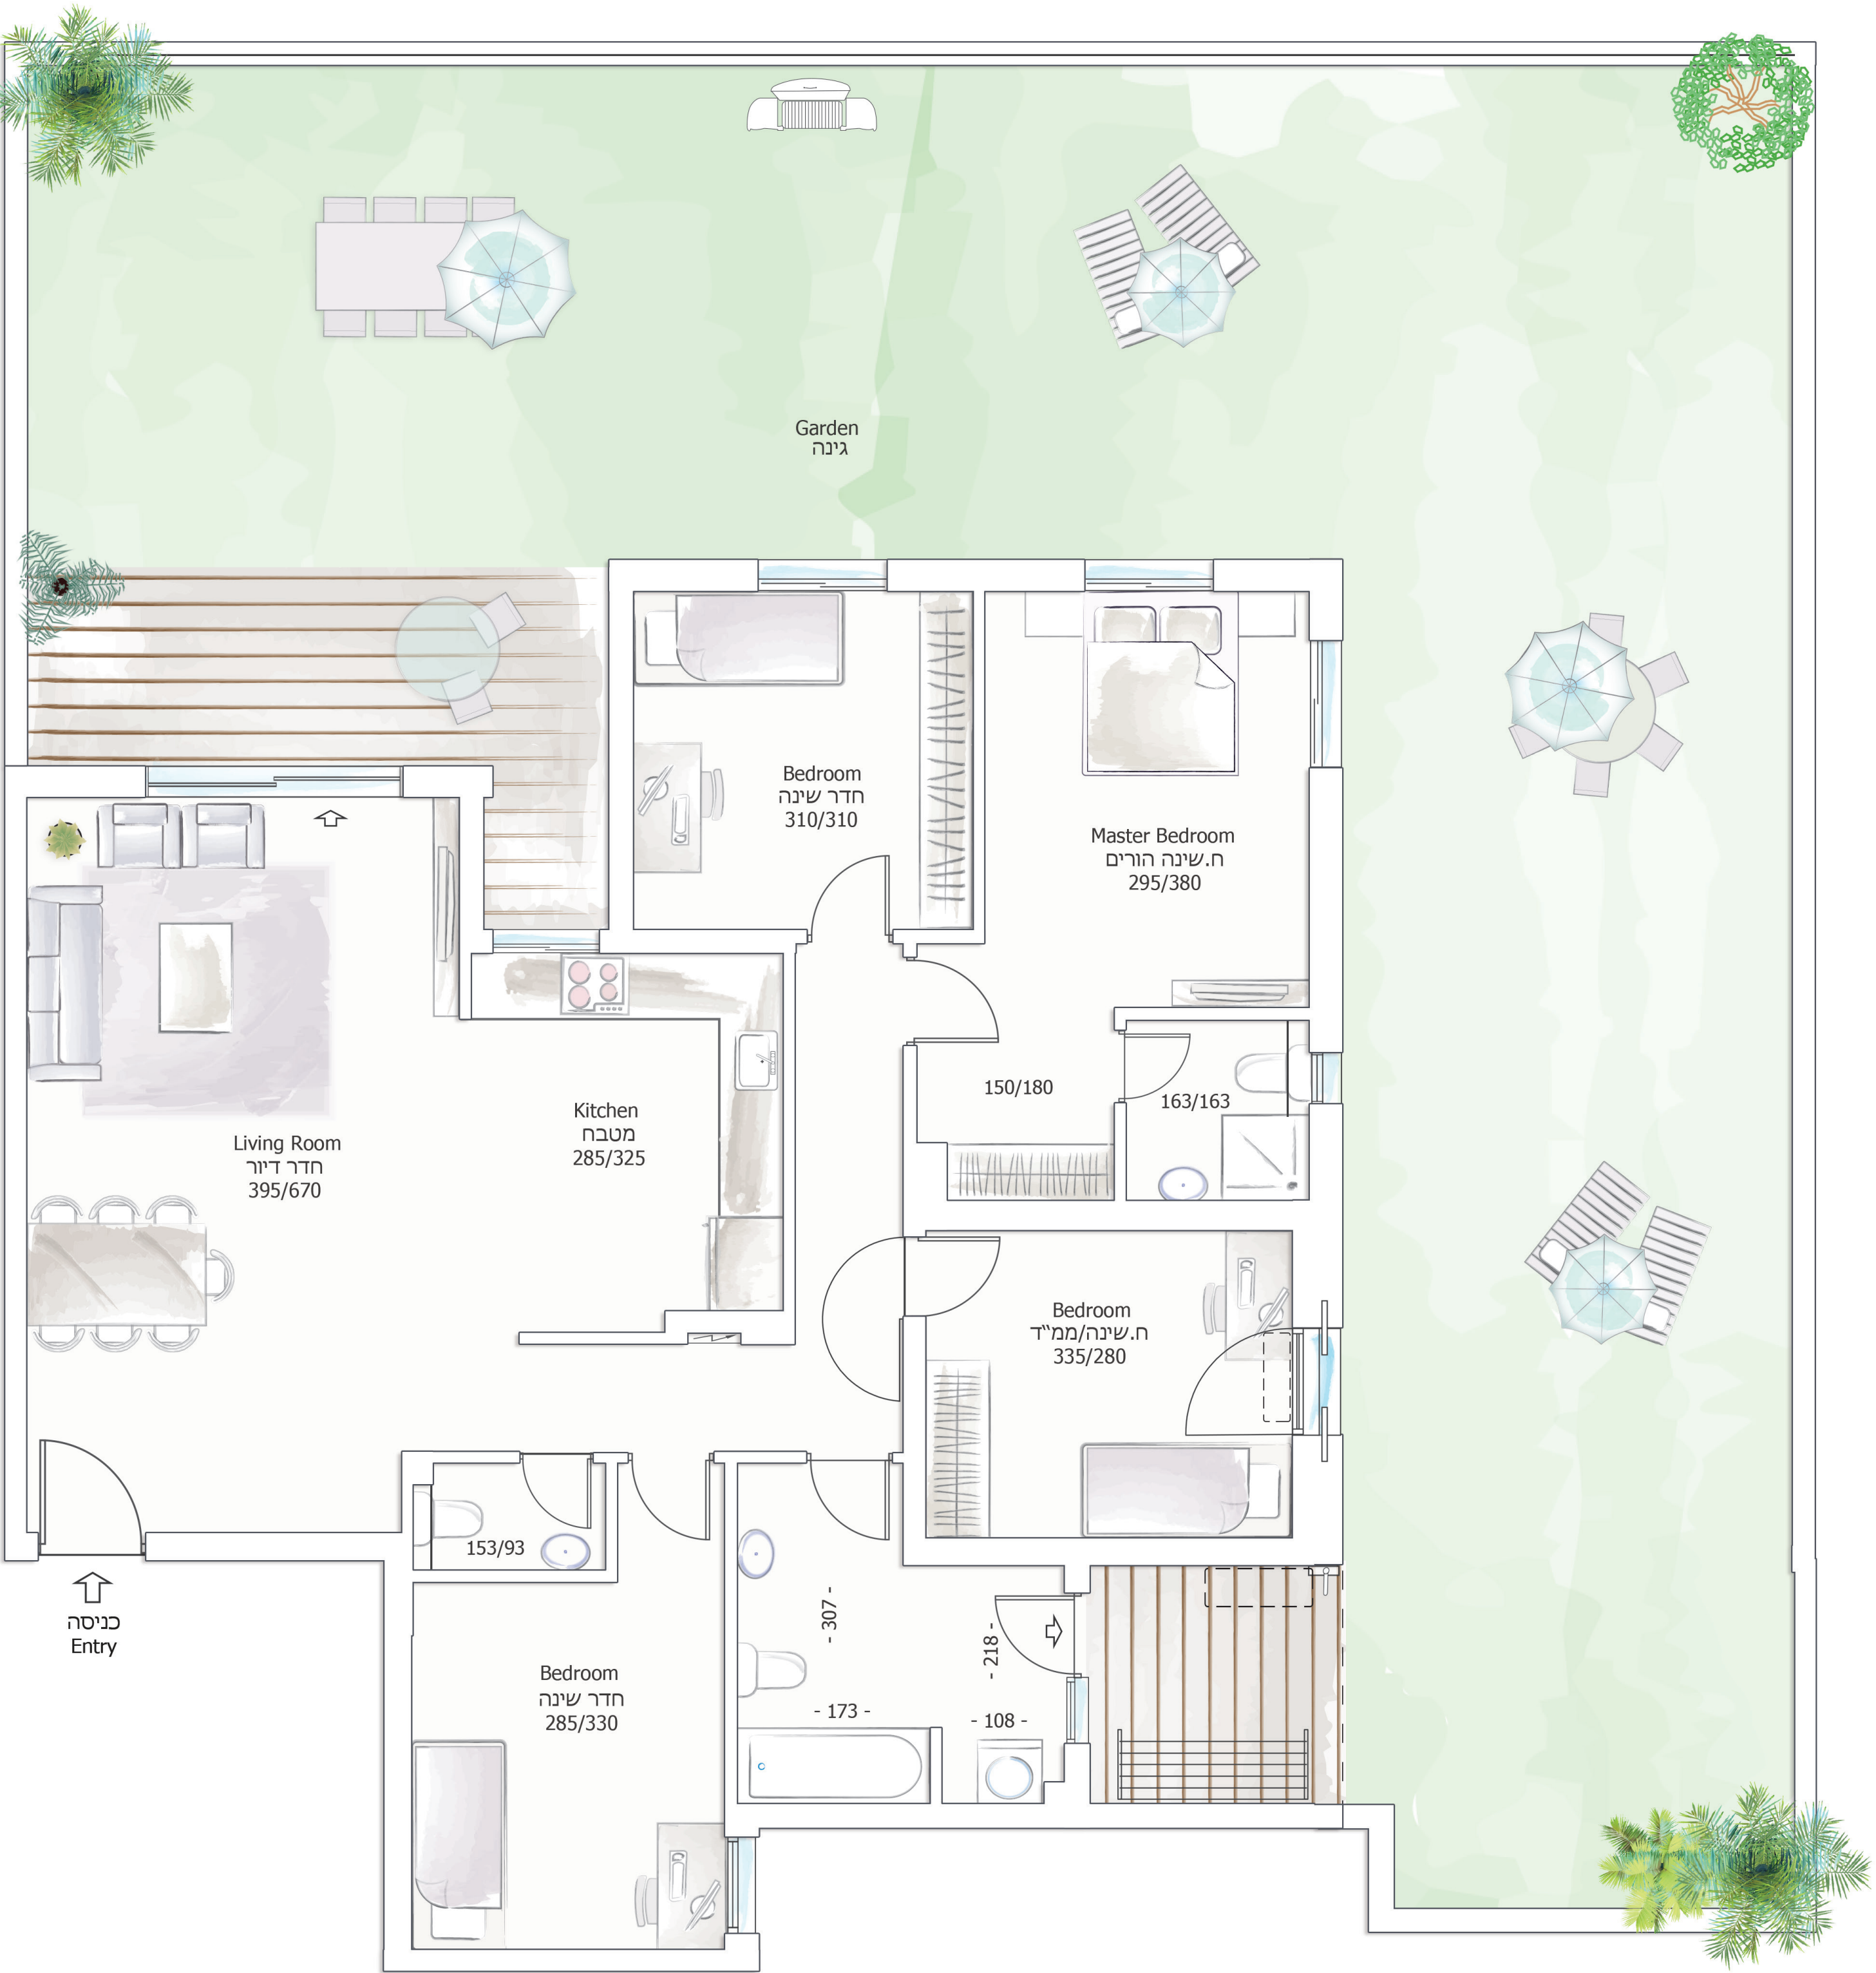 Garden
גינה
Bedroom
חדר שינה
310/310
Master Bedroom
ח.שינה הורים
295/380
150/180
163/163
Kitchen
מטבח
285/325
Living Room
חדר דיור
395/670
Bedroom
ח.שינה/ממ"ד
335/280
153/93
כניסה
Entry
Bedroom
חדר שינה
285/330
- 307 -
- 218 -
- 173 -
- 108 -